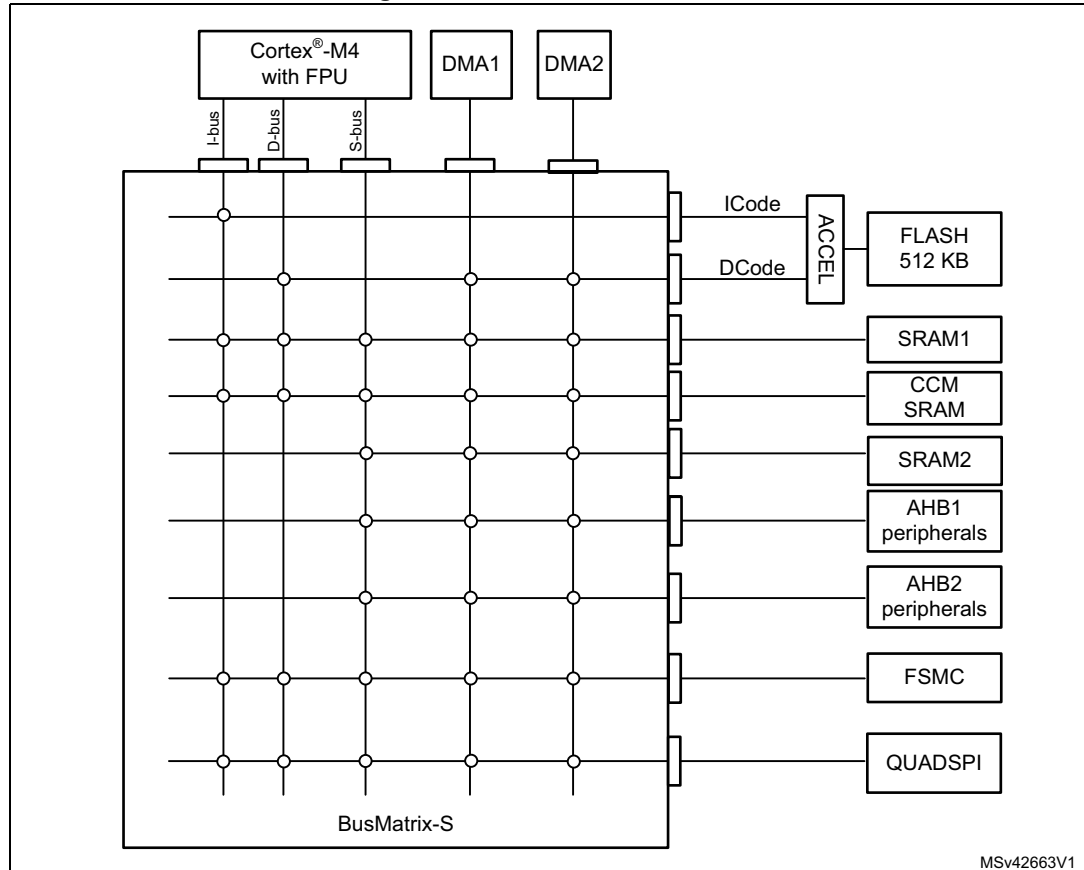 Cortex®-M4
with FPU
DMA1
DMA2
I-bus
D-bus
S-bus
ICode
DCode
ACCEL
FLASH
512 KB
SRAM1
CCM
SRAM
SRAM2
AHB1
peripherals
AHB2
peripherals
FSMC
QUADSPI
BusMatrix-S
MSv42663V1